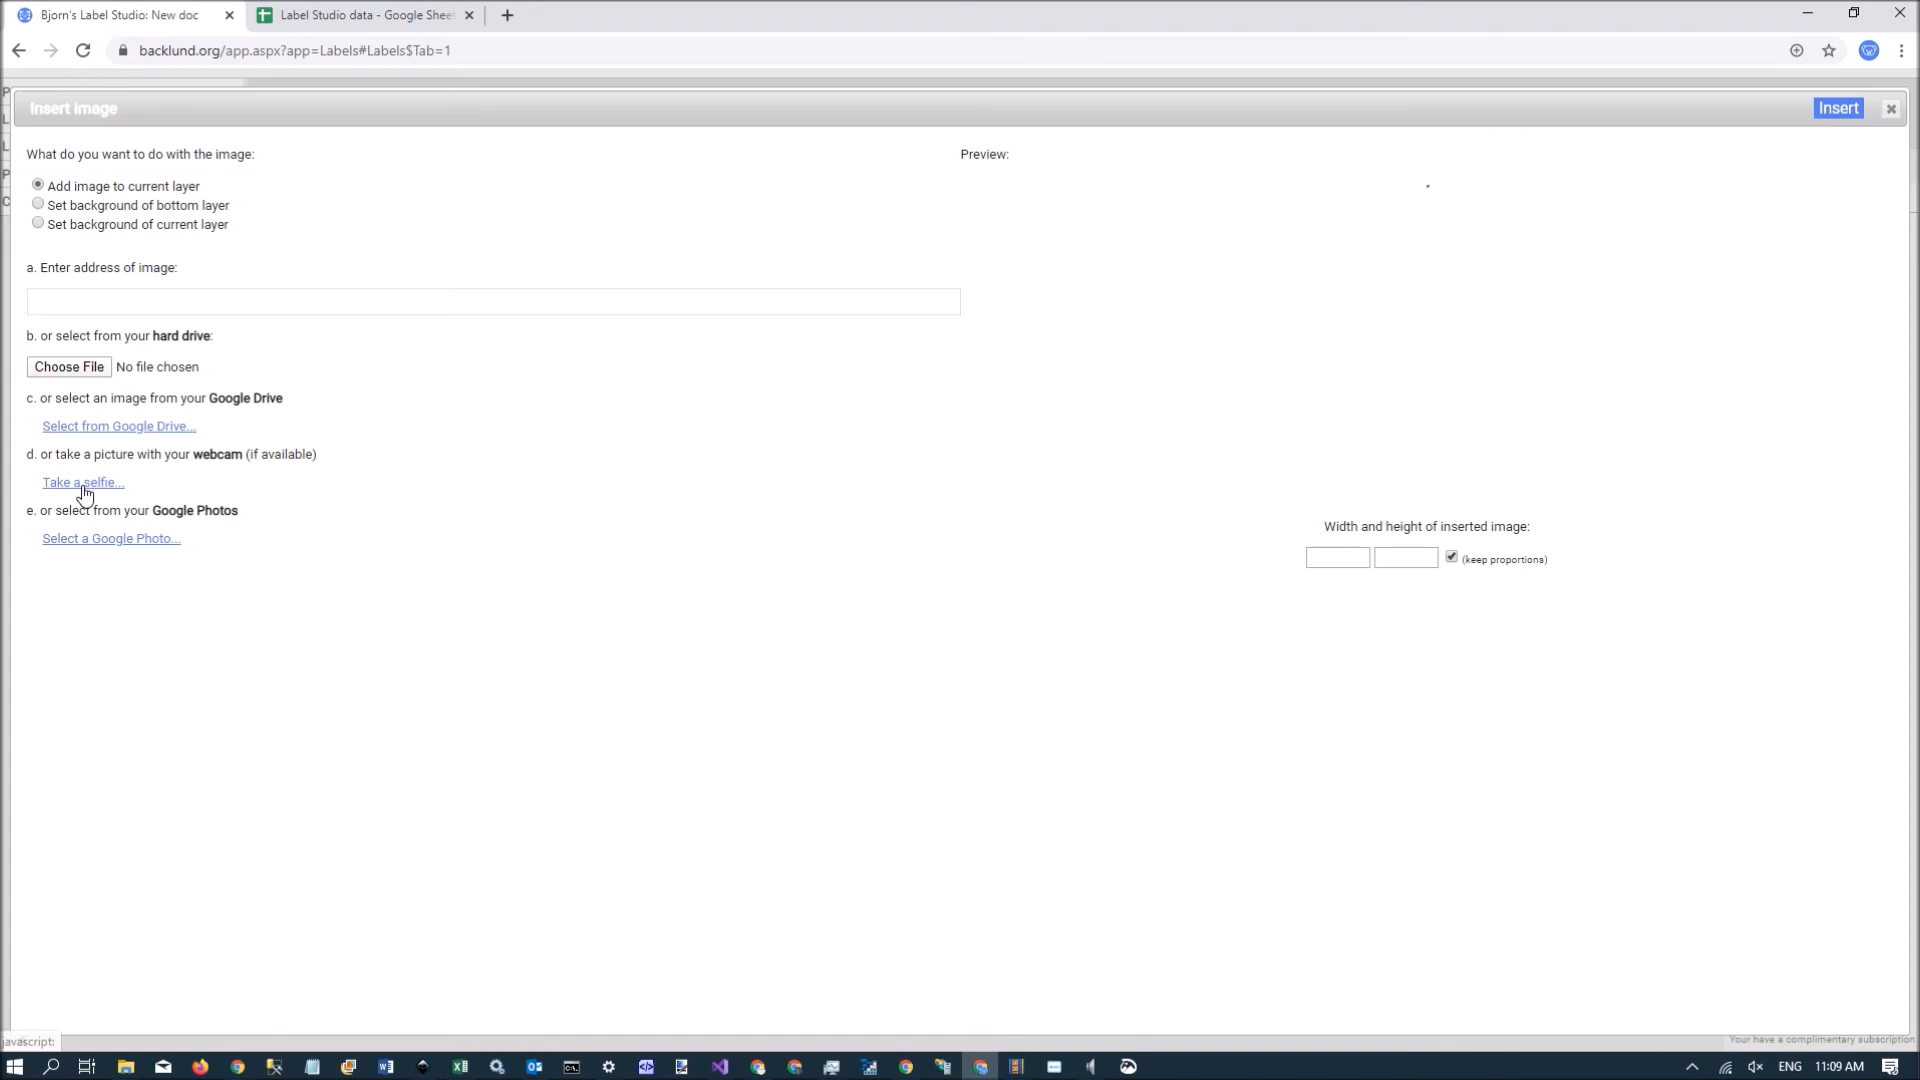 Bjorn's Label Studio: New doc
Label Studio data - Google Shee
backlund.org/app.aspx?app=Labels#Labels$Tab=1
Insert image
Insert
What do you want to do with the image:
Preview:
Add image to current layer
Set background of bottom layer
Set background of current layer
a. Enter address of image:
b. or select from your hard drive:
Choose File No file chosen
c. or select an image from your Google Drive
Select from Google Drive...
d. or take a picture with your webcam (if available)
Take a selfie...
e. or select from your Google Photos
Select a Google Photo...
Width and height of inserted image:
(keep proportions)
javascript:
Your have a complimentary subscription
ENG 11:09 AM